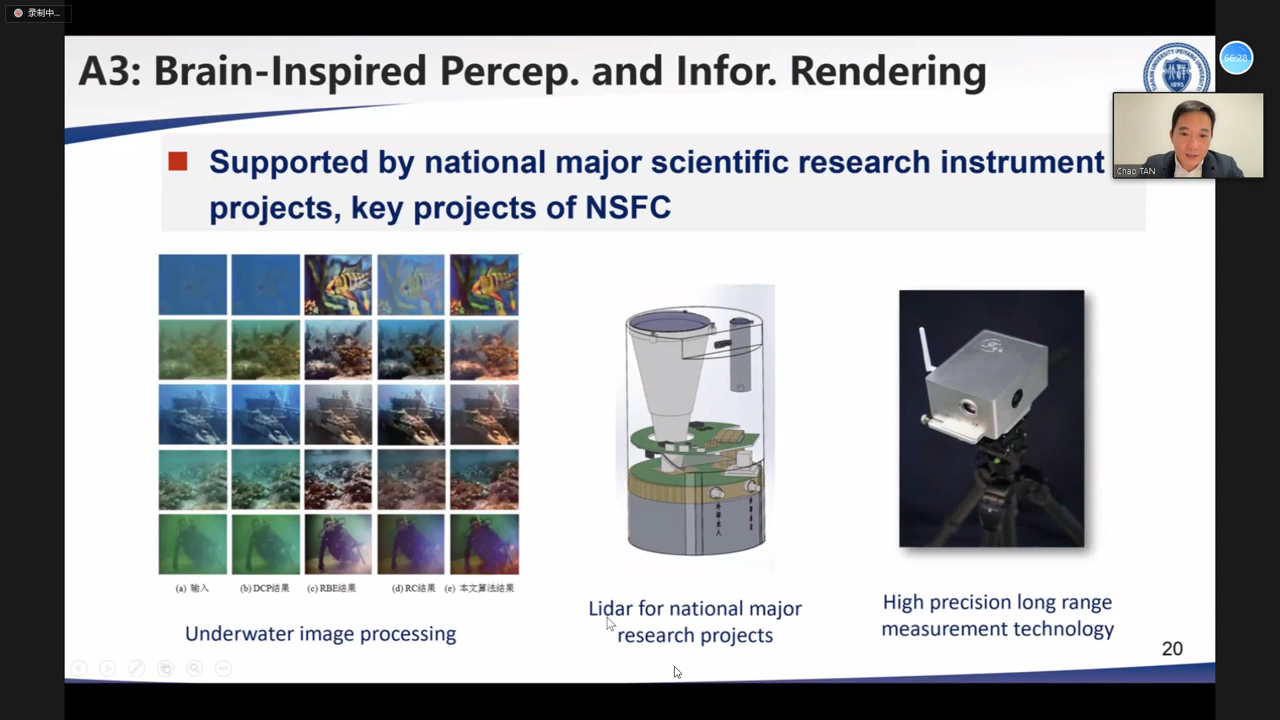 录制中...
A3: Brain-Inspired Percep. and Infor. Rendering
1895
66:28
Chao TAN
Supported by national major scientific research instrument
projects, key projects of NSFC
(a) 输入 (b) DCP结果 (c) RBE结果 (d) RC结果 (e) 本文算法结果
Underwater image processing
Lidar for national major
research projects
High precision long range
measurement technology
20